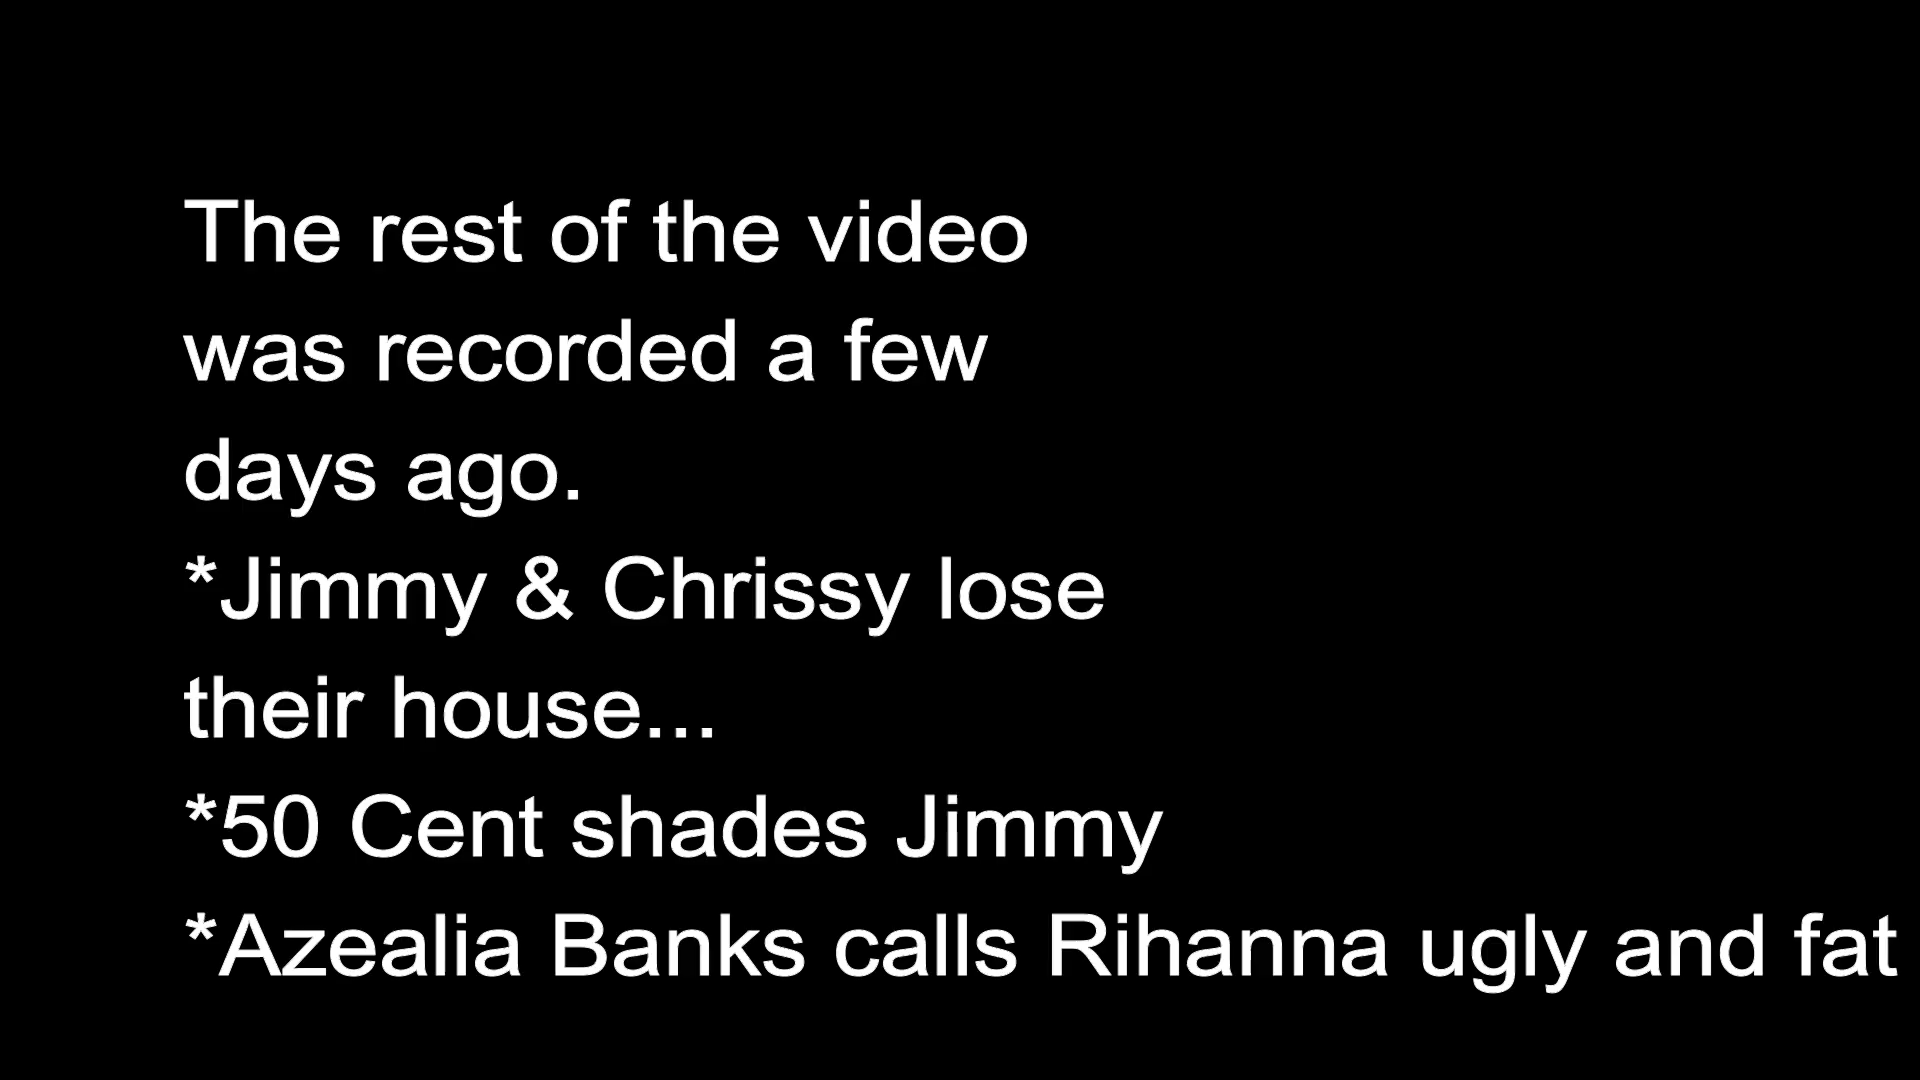 The rest of the video
was recorded a few
days ago.
*Jimmy & Chrissy lose
their house...
*50 Cent shades Jimmy
*Azealia Banks calls Rihanna ugly and fat